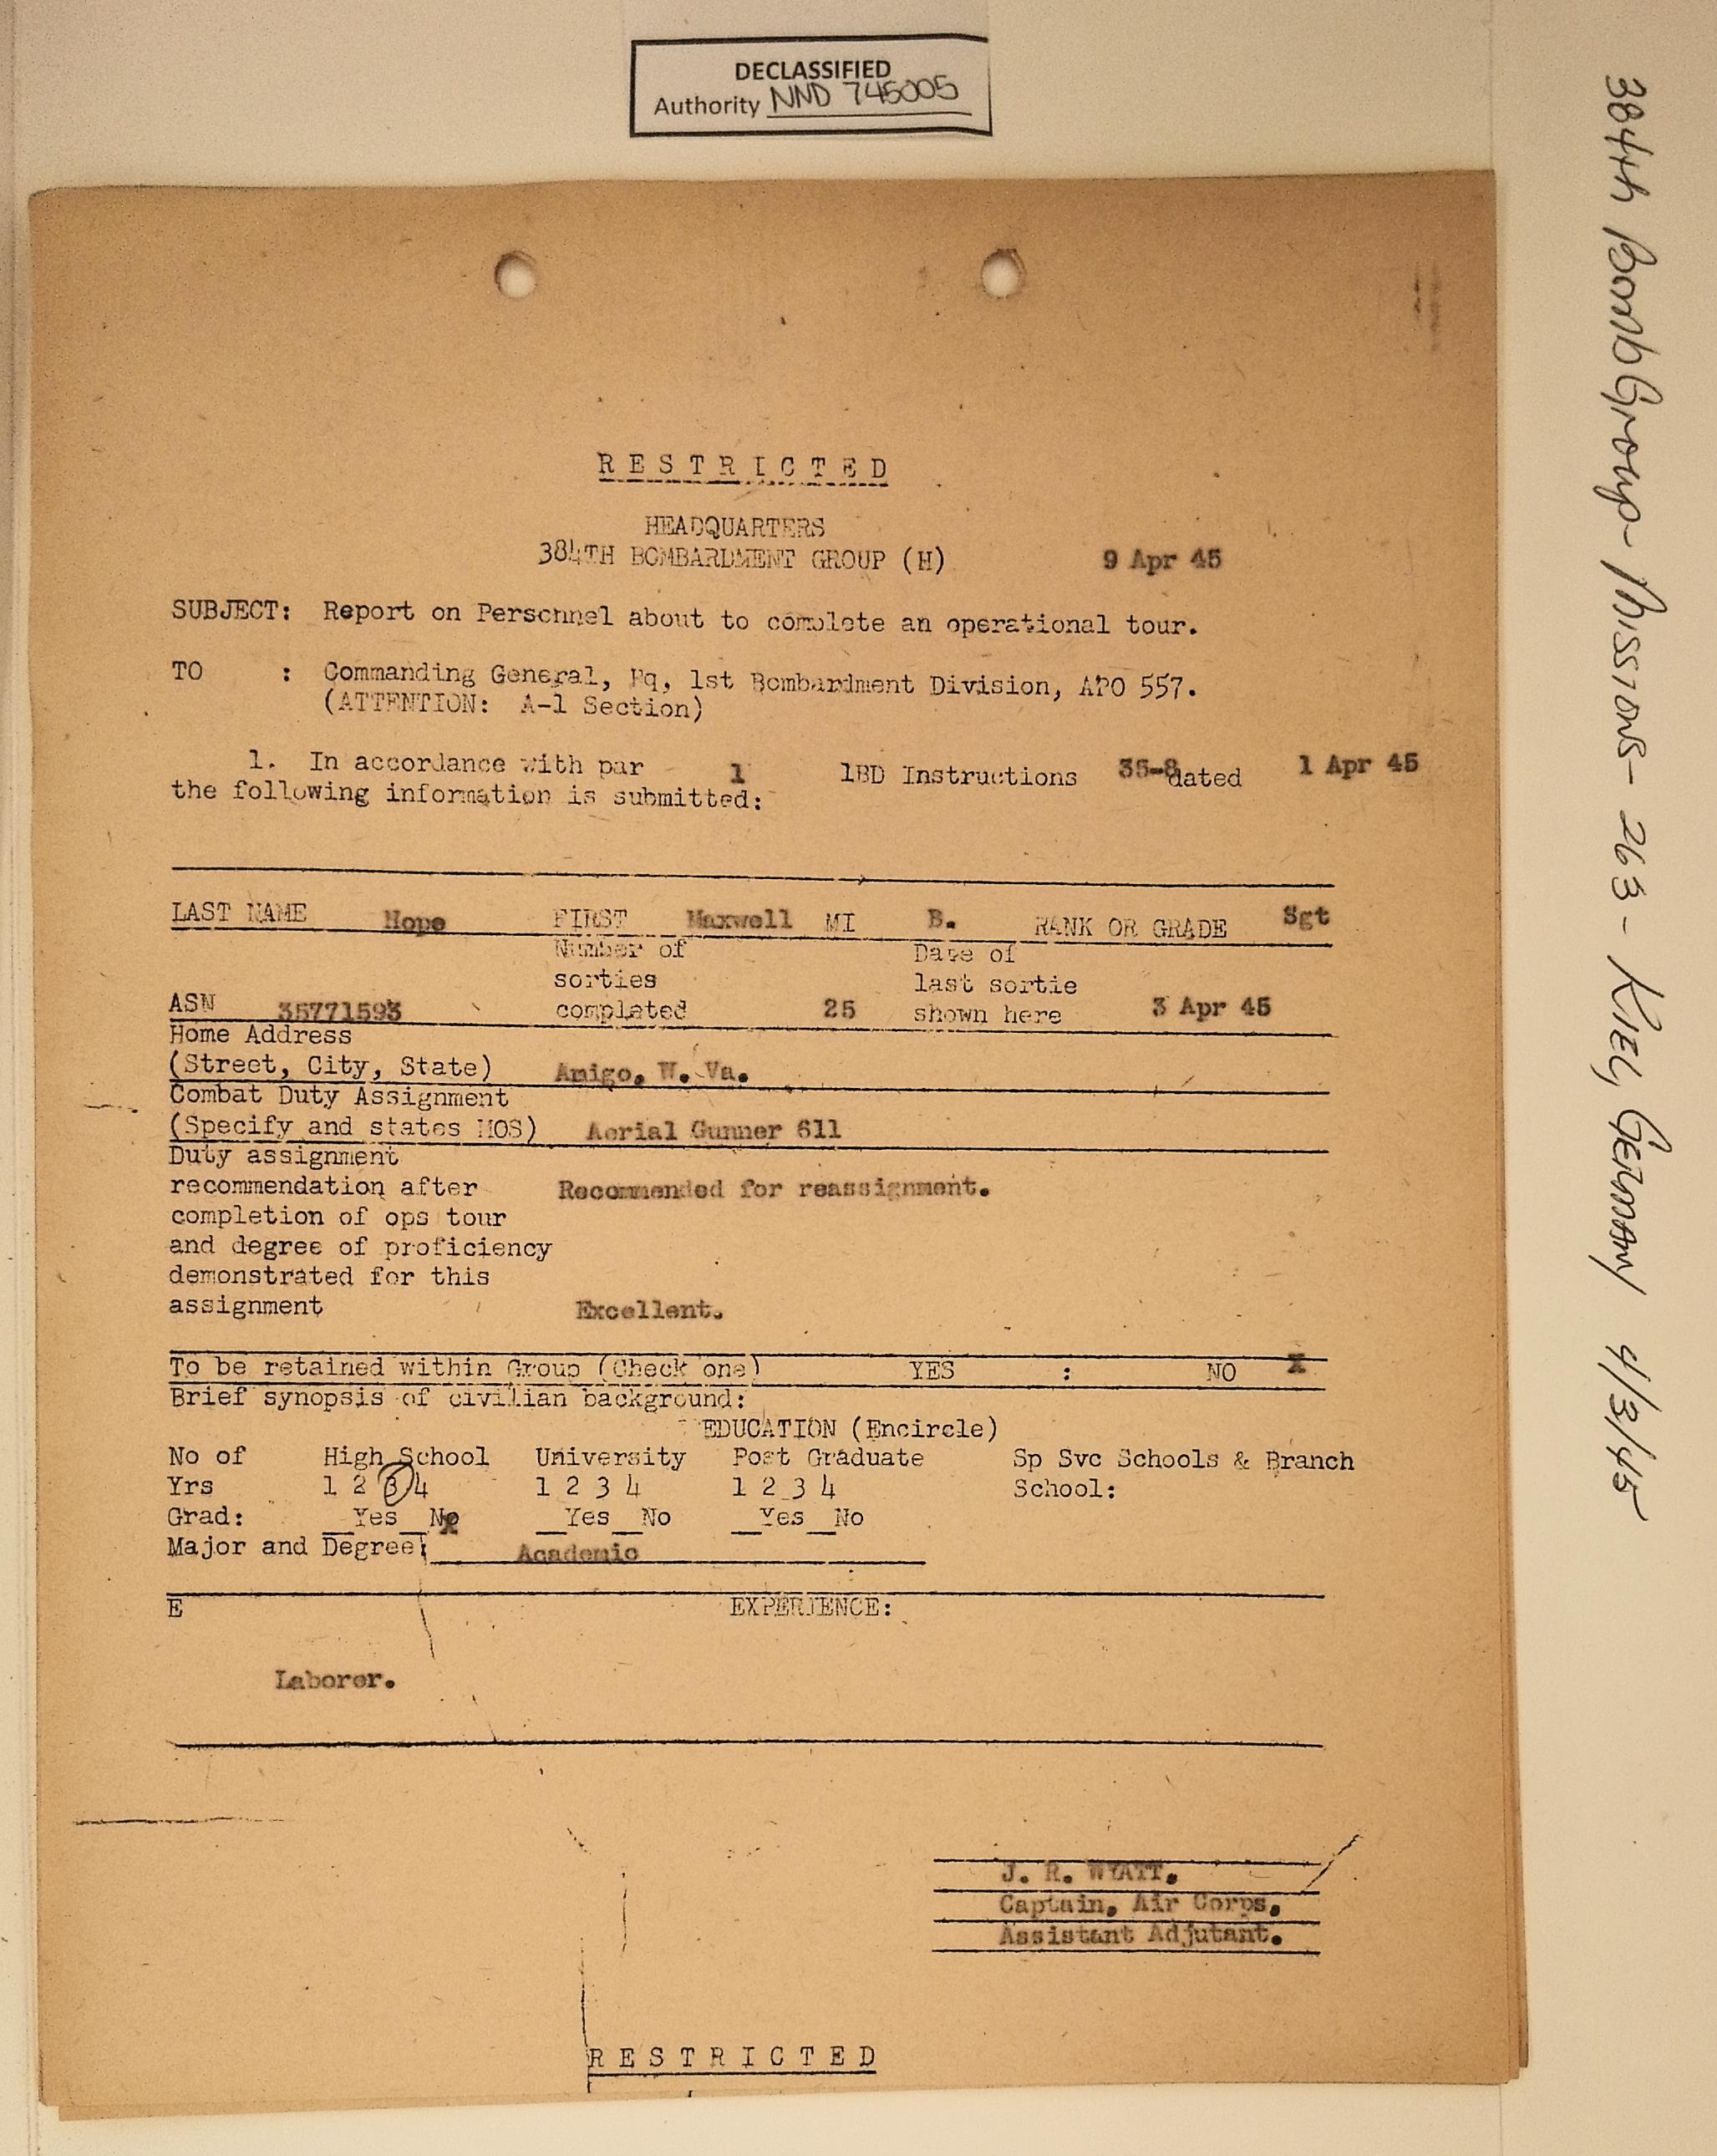 DECLASSIFIED
Authority NND 745005
384th Bomb Group - Missions - 263 - KIEL, GERMANY 4/3/45
R E S T R I C T E D
HEADQUARTERS
384TH BOMBARDMENT GROUP (H) 9 Apr 45
SUBJECT: Report on Personnel about to complete an operational tour.
TO : Commanding General, Hq, 1st Bombardment Division, APO 557.
(ATTENTION: A-1 Section)
1. In accordance with par 1 1BD Instructions 35-8 dated 1 Apr 45
the following information is submitted:
LAST NAME Hope FIRST Maxwell MI B. RANK OR GRADE Sgt
Number of Date of
sorties last sortie
ASN 35771593 completed 25 shown here 3 Apr 45
Home Address
(Street, City, State) Amigo, W. Va.
Combat Duty Assignment
(Specify and states MOS) Aerial Gunner 611
Duty assignment
recommendation after Recommended for reassignment.
completion of ops tour
and degree of proficiency
demonstrated for this
assignment Excellent.
To be retained within Group (Check one) YES : NO X
Brief synopsis of civilian background:
EDUCATION (Encircle)
No of High School University Post Graduate Sp Svc Schools & Branch
Yrs 1 2 3 4 1 2 3 4 1 2 3 4 School:
Grad: __Yes__No X __Yes__No __Yes__No
Major and Degree: Academic
E EXPERIENCE:
Laborer.
J. R. WYATT,
Captain, Air Corps,
Assistant Adjutant.
R E S T R I C T E D